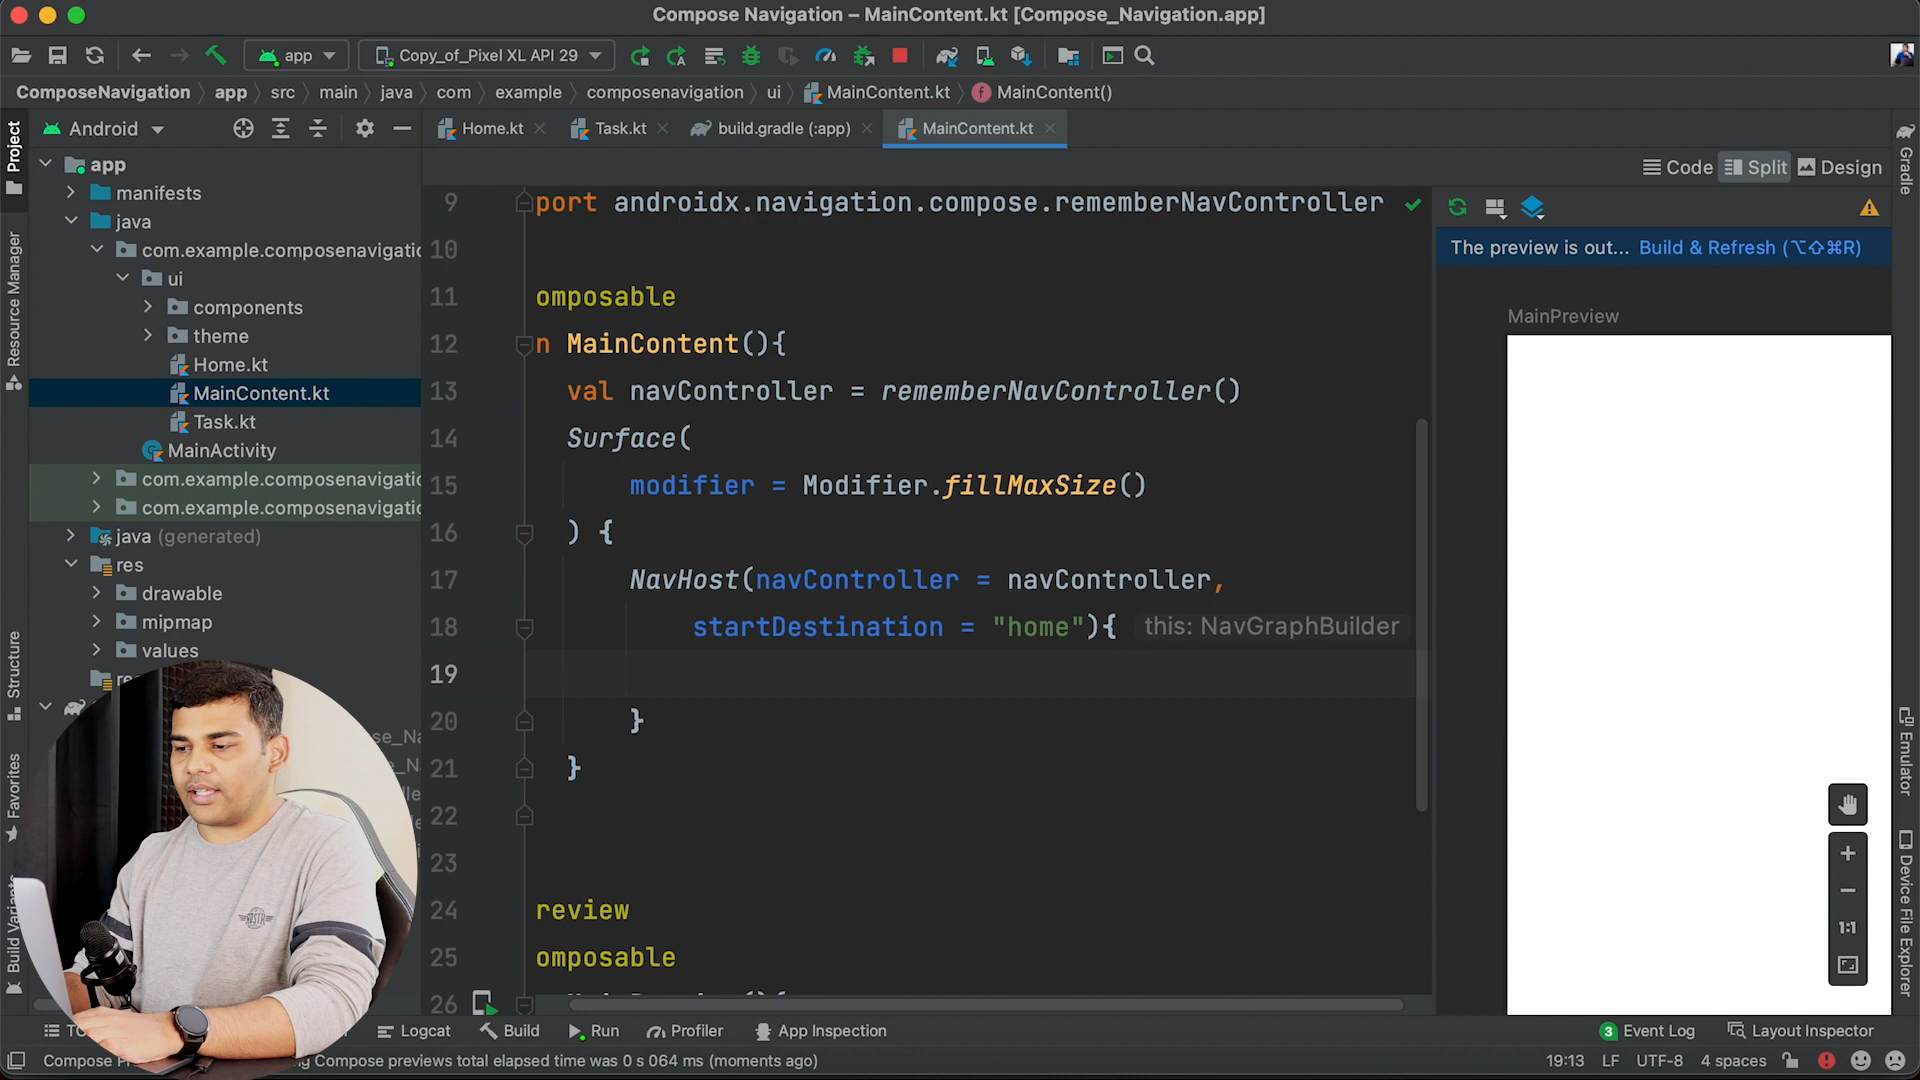 Compose Navigation – MainContent.kt [Compose_Navigation.app]
app
Copy_of_Pixel XL API 29
ComposeNavigation
app
src
main
java
com
example
composenavigation
ui
MainContent.kt
MainContent()
Android
Home.kt
Task.kt
build.gradle (:app)
MainContent.kt
Code
Split
Design
Project
Resource Manager
Structure
Favorites
Build Variants
app
manifests
java
com.example.composenavigatic
ui
components
theme
Home.kt
MainContent.kt
Task.kt
MainActivity
com.example.composenavigatic
com.example.composenavigatic
java (generated)
res
drawable
mipmap
values
9 port androidx.navigation.compose.rememberNavController
10
11 omposable
12 n MainContent(){
13 val navController = rememberNavController()
14 Surface(
15 modifier = Modifier.fillMaxSize()
16 ) {
17 NavHost(navController = navController,
18 startDestination = "home"){ this: NavGraphBuilder
19
20 }
21 }
22
23
24 review
25 omposable
26
The preview is out... Build & Refresh (⌥⇧⌘R)
MainPreview
1:1
Gradle
Emulator
Device File Explorer
Logcat
Build
Run
Profiler
App Inspection
3 Event Log
Layout Inspector
Compose P
g Compose previews total elapsed time was 0 s 064 ms (moments ago)
19:13
LF
UTF-8
4 spaces